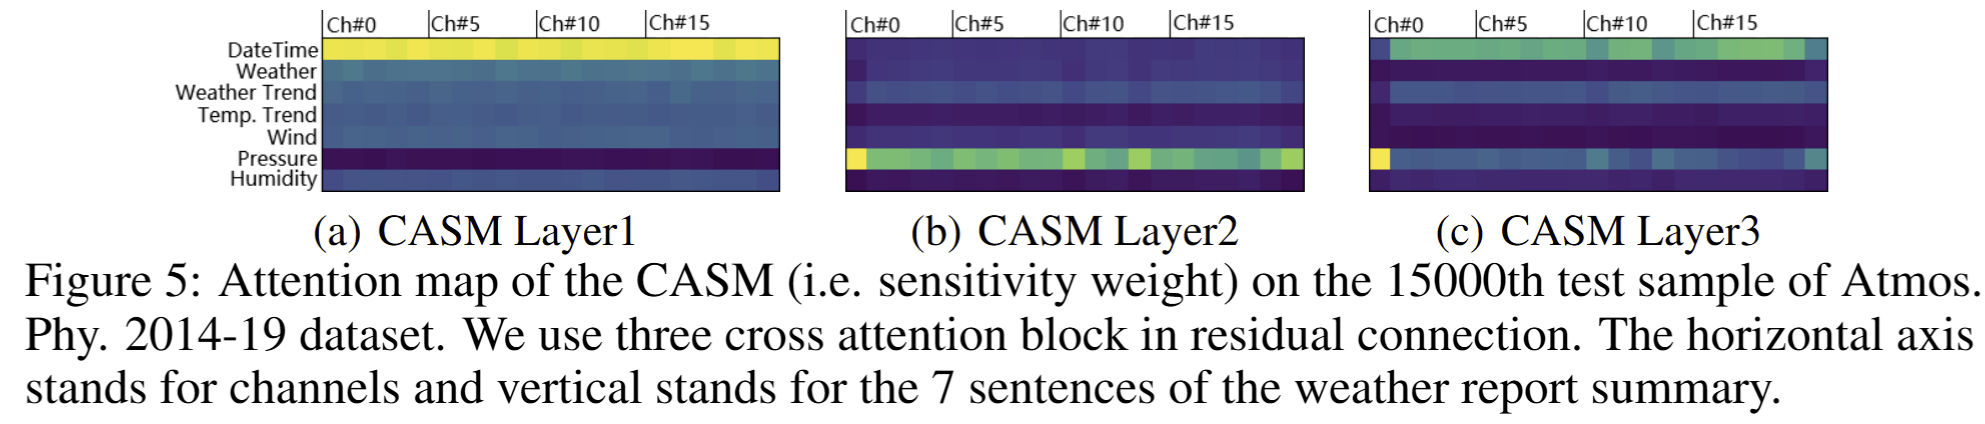 Ch#0 Ch#5 Ch#10 Ch#15 Ch#0 Ch#5 Ch#10 Ch#15 Ch#0 Ch#5 Ch#10 Ch#15
DateTime
Weather
Weather Trend
Temp. Trend
Wind
Pressure
Humidity
(a) CASM Layer1 (b) CASM Layer2 (c) CASM Layer3
Figure 5: Attention map of the CASM (i.e. sensitivity weight) on the 15000th test sample of Atmos.
Phy. 2014-19 dataset. We use three cross attention block in residual connection. The horizontal axis
stands for channels and vertical stands for the 7 sentences of the weather report summary.